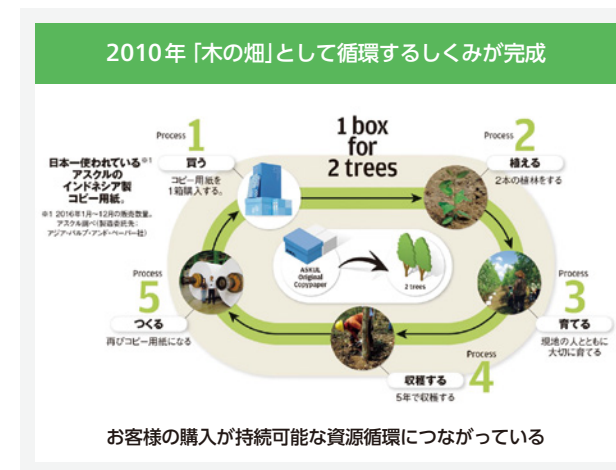 2010年「木の畑」として循環するしくみが完成
1 box
for
2 trees
日本一使われている※1
アスクルの
インドネシア製
コピー用紙。
※1 2016年1月～12月の販売数量。
アスクル調べ(製造委託先:
アジア・パルプ・アンド・ペーパー社)
Process 1
買う
コピー用紙を
1箱購入する。
Process 2
植える
2本の植林をする
Process 3
育てる
現地の人とともに
大切に育てる
Process 4
収穫する
5年で収穫する
Process 5
つくる
再びコピー用紙になる
ASKUL
Original
Copypaper
2 trees
お客様の購入が持続可能な資源循環につながっている